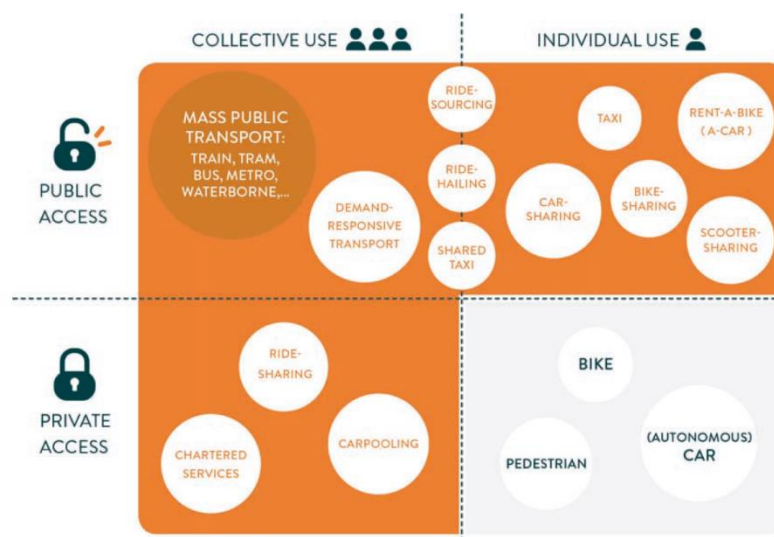 COLLECTIVE USE
INDIVIDUAL USE
PUBLIC
ACCESS
MASS PUBLIC
TRANSPORT:
TRAIN, TRAM,
BUS, METRO,
WATERBORNE,...
DEMAND-
RESPONSIVE
TRANSPORT
RIDE-
SOURCING
RIDE-
HAILING
SHARED
TAXI
TAXI
RENT-A-BIKE
(A-CAR)
CAR-
SHARING
BIKE-
SHARING
SCOOTER-
SHARING
PRIVATE
ACCESS
RIDE-
SHARING
CHARTERED
SERVICES
CARPOOLING
BIKE
PEDESTRIAN
(AUTONOMOUS)
CAR